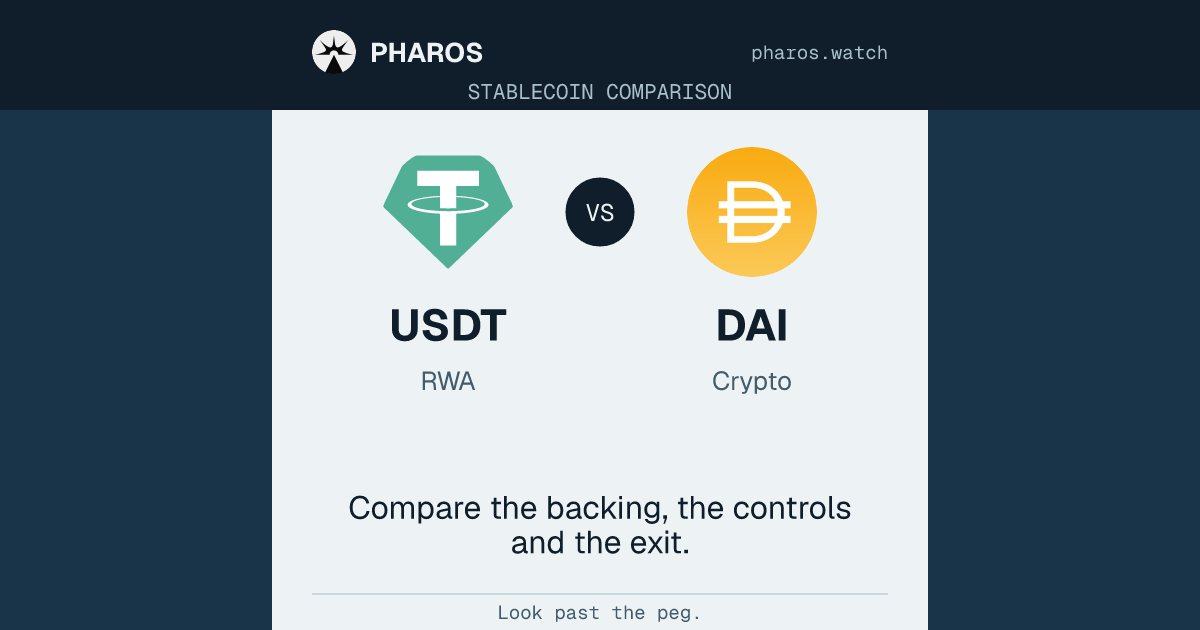 PHAROS
pharos.watch
STABLECOIN COMPARISON
VS
USDT
DAI
RWA
Crypto
Compare the backing, the controls
and the exit.
Look past the peg.